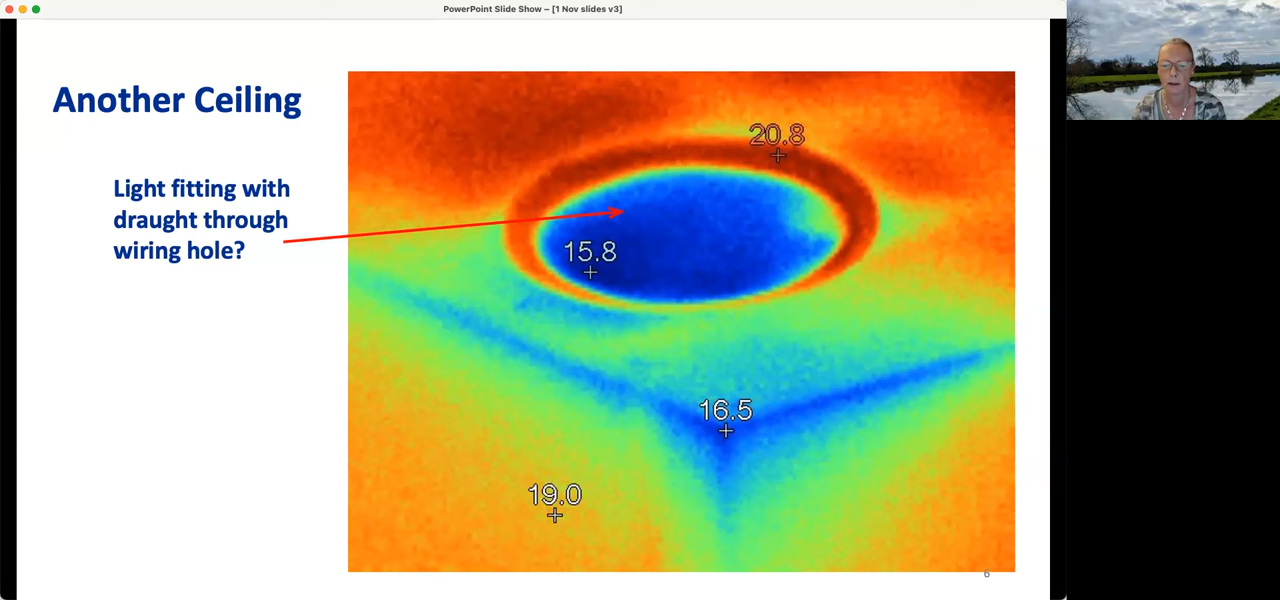 PowerPoint Slide Show – [1 Nov slides v3]
Another Ceiling
Light fitting with
draught through
wiring hole?
20.8
15.8
16.5
19.0
6